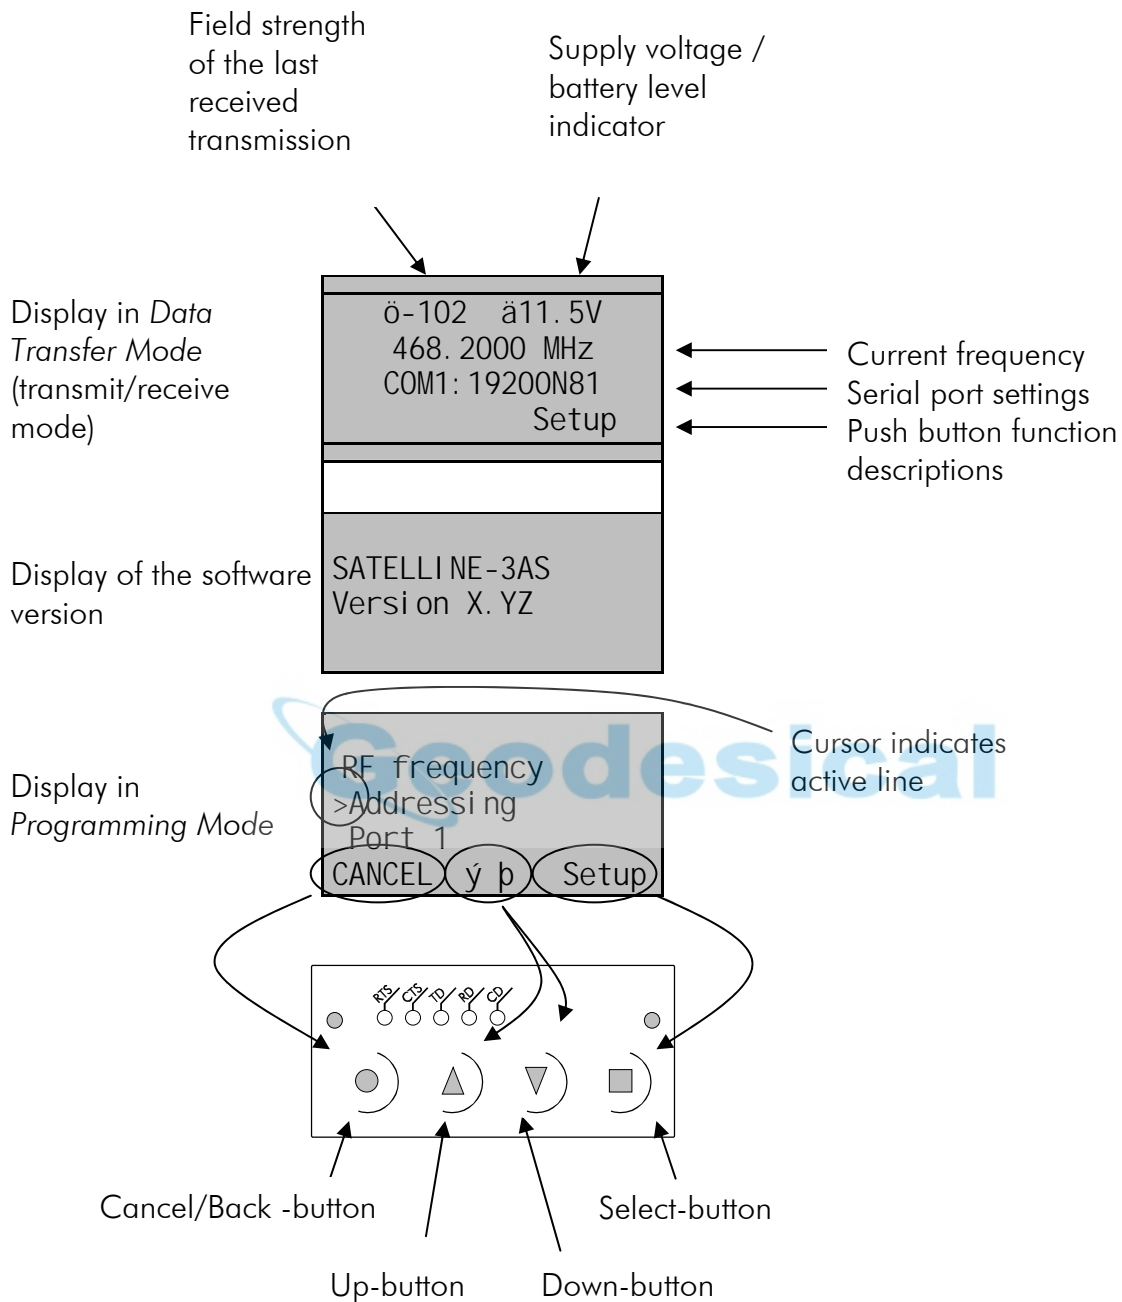 Field strength
of the last
received
transmission
Supply voltage /
battery level
indicator
Display in Data
Transfer Mode
(transmit/receive
mode)
ö-102 ä11.5V
468.2000 MHz
COM1:19200N81
Setup
Current frequency
Serial port settings
Push button function
descriptions
Display of the software
version
SATELLINE-3AS
Version X.YZ
Geodesical
Cursor indicates
active line
Display in
Programming Mode
RF frequency
>Addressing
Port 1
CANCEL ý þ Setup
RTS CTS TD RD CD
Cancel/Back -button
Select-button
Up-button
Down-button